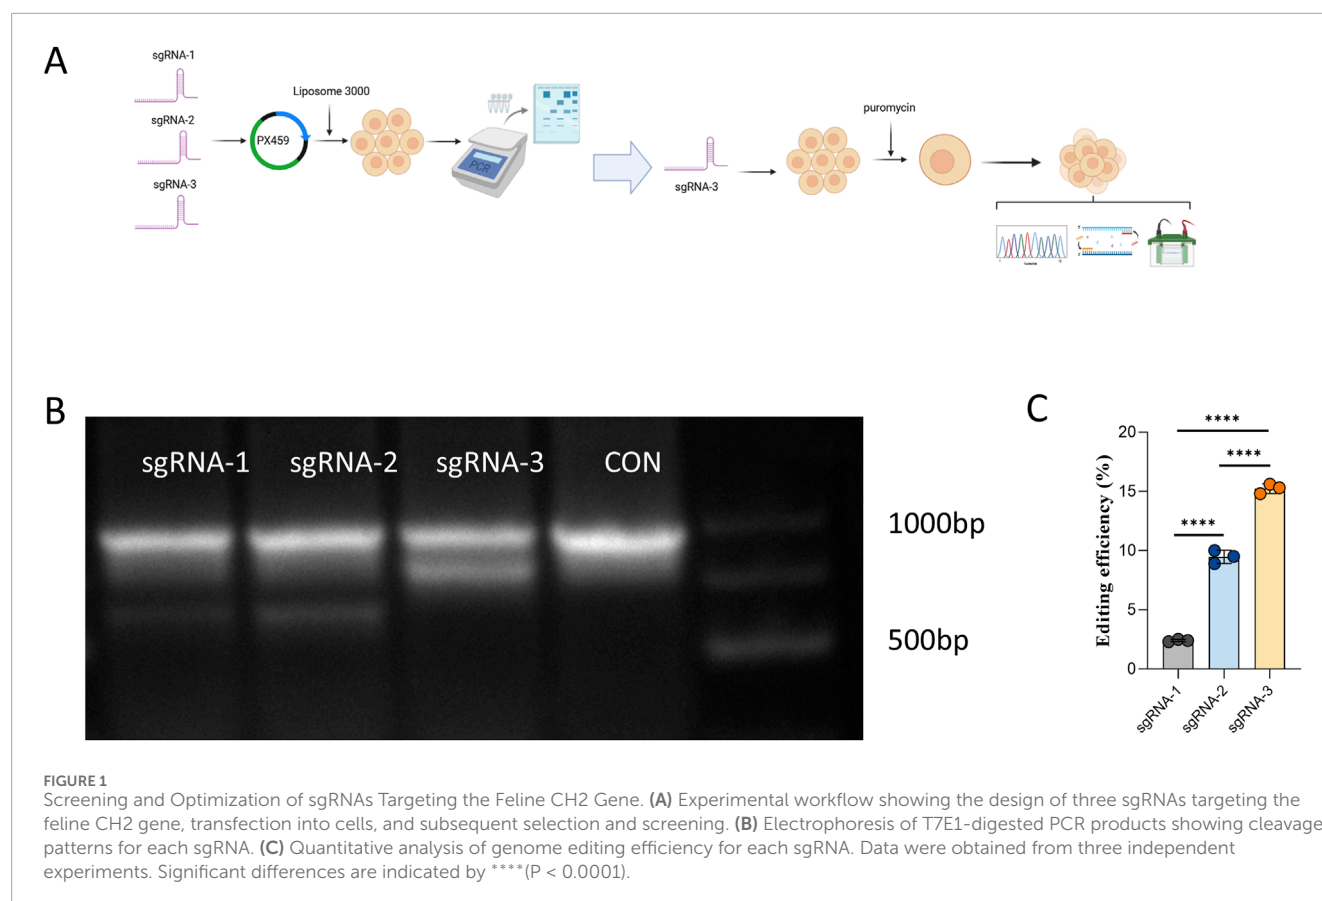 A
sgRNA-1
sgRNA-2
sgRNA-3
PX459
Liposome 3000
PCR
sgRNA-3
puromycin
B
sgRNA-1 sgRNA-2 sgRNA-3 CON
1000bp
500bp
C
Editing efficiency (%)
20
15
10
5
0
****
****
****
sgRNA-1
sgRNA-2
sgRNA-3
FIGURE 1
Screening and Optimization of sgRNAs Targeting the Feline CH2 Gene. (A) Experimental workflow showing the design of three sgRNAs targeting the
feline CH2 gene, transfection into cells, and subsequent selection and screening. (B) Electrophoresis of T7E1-digested PCR products showing cleavage
patterns for each sgRNA. (C) Quantitative analysis of genome editing efficiency for each sgRNA. Data were obtained from three independent
experiments. Significant differences are indicated by ****(P < 0.0001).